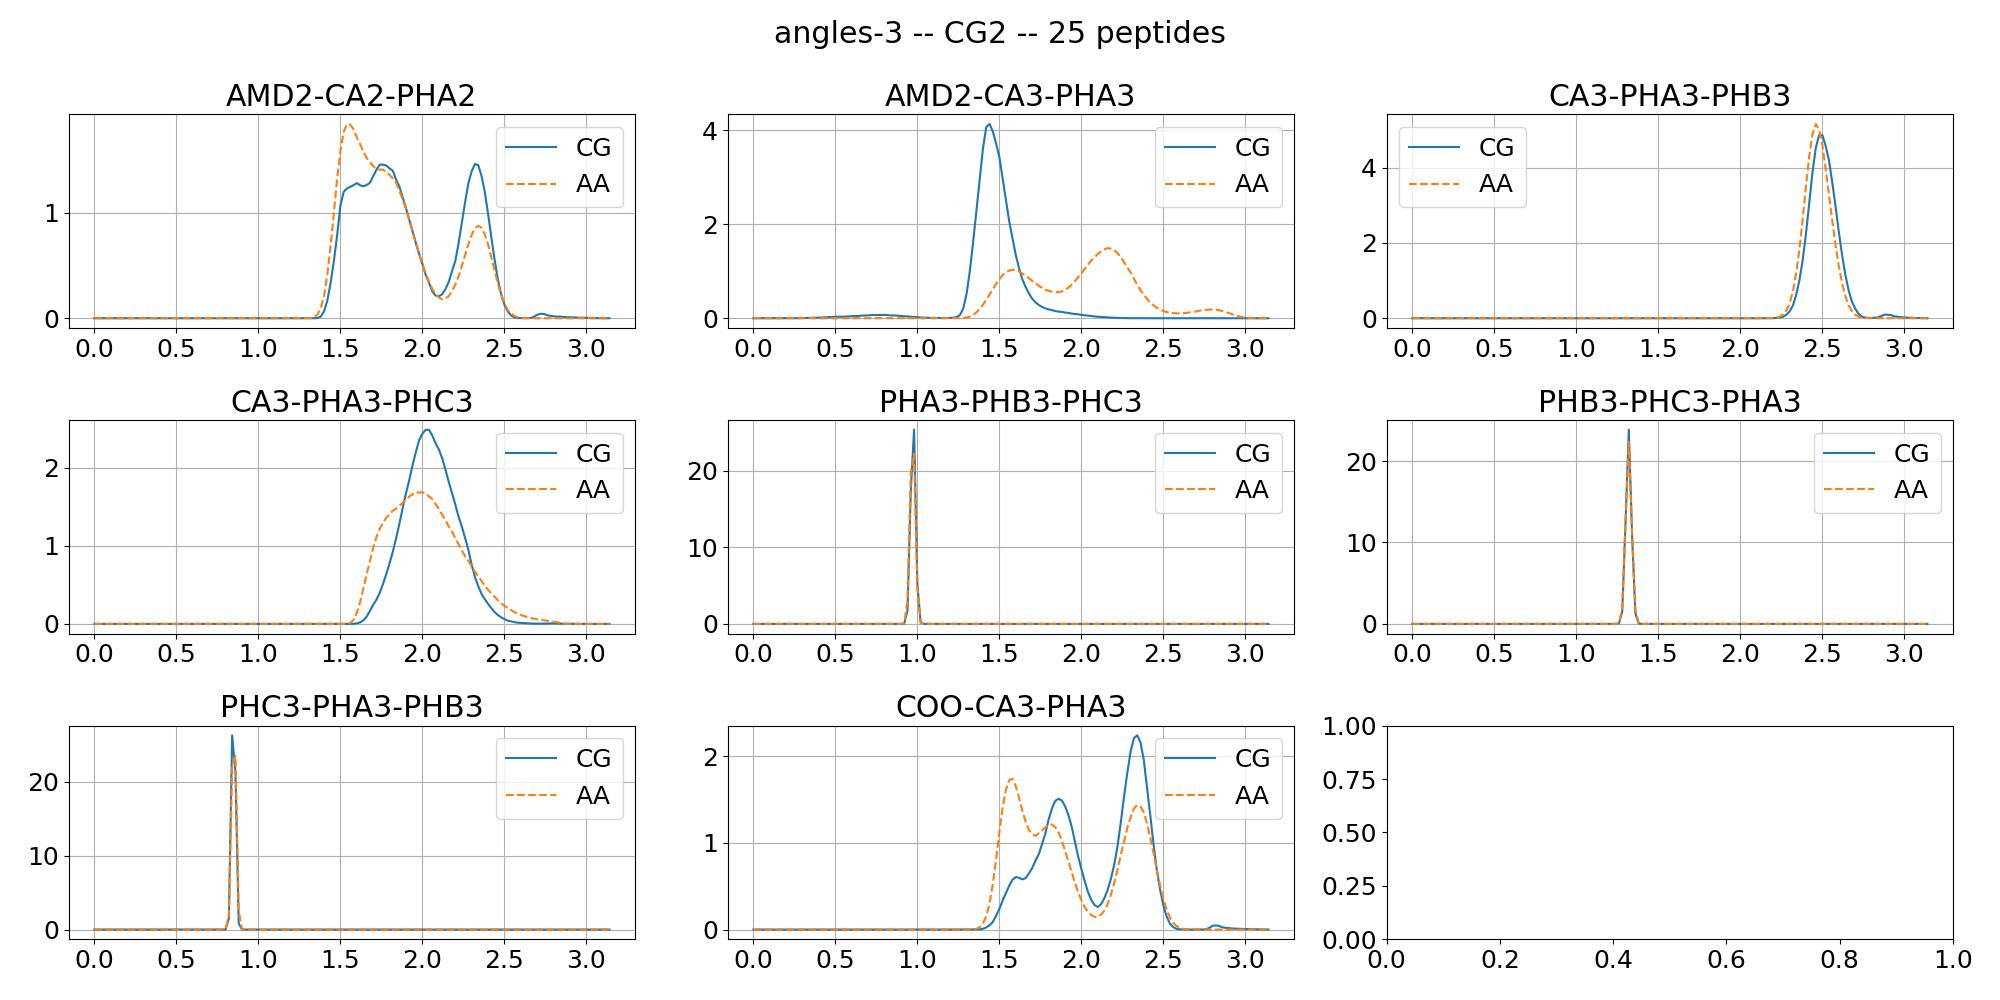 angles-3 -- CG2 -- 25 peptides
AMD2-CA2-PHA2
1
0
0.0 0.5 1.0 1.5 2.0 2.5 3.0
CG
AA
AMD2-CA3-PHA3
4
2
0
0.0 0.5 1.0 1.5 2.0 2.5 3.0
CG
AA
CA3-PHA3-PHB3
4
2
0
0.0 0.5 1.0 1.5 2.0 2.5 3.0
CG
AA
CA3-PHA3-PHC3
2
1
0
0.0 0.5 1.0 1.5 2.0 2.5 3.0
CG
AA
PHA3-PHB3-PHC3
20
10
0
0.0 0.5 1.0 1.5 2.0 2.5 3.0
CG
AA
PHB3-PHC3-PHA3
20
10
0
0.0 0.5 1.0 1.5 2.0 2.5 3.0
CG
AA
PHC3-PHA3-PHB3
20
10
0
0.0 0.5 1.0 1.5 2.0 2.5 3.0
CG
AA
COO-CA3-PHA3
2
1
0
0.0 0.5 1.0 1.5 2.0 2.5 3.0
CG
AA
1.00
0.75
0.50
0.25
0.00
0.0 0.2 0.4 0.6 0.8 1.0